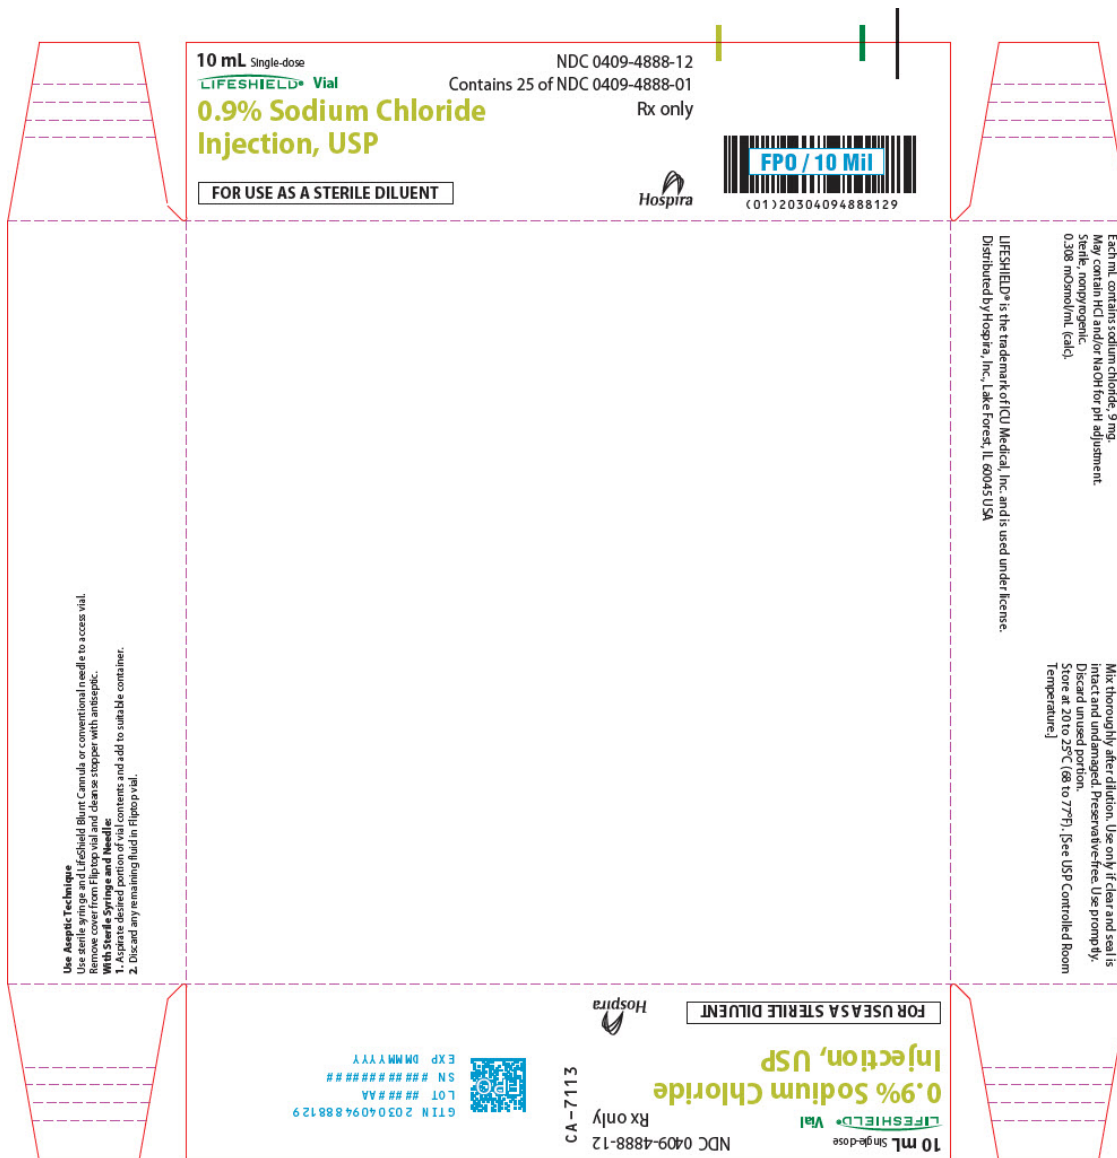 10 mL Single-dose
LIFESHIELD® Vial
0.9% Sodium Chloride
Injection, USP
FOR USE AS A STERILE DILUENT
NDC 0409-4888-12
Contains 25 of NDC 0409-4888-01
Rx only
Hospira
FPO / 10 Mil
(01)20304094888129
Each mL contains sodium chloride, 9 mg.
May contain HCl and/or NaOH for pH adjustment.
Sterile, nonpyrogenic.
0.308 mOsmol/mL (calc).
LIFESHIELD® is the trademark of ICU Medical, Inc. and is used under license.
Distributed by Hospira, Inc., Lake Forest, IL 60045 USA
Mix thoroughly after dilution. Use only if clear and seal is
intact and undamaged. Preservative-free. Use promptly.
Discard unused portion.
Store at 20 to 25°C (68 to 77°F). [See USP Controlled Room
Temperature.]
Use Aseptic Technique
Use sterile syringe and LifeShield Blunt Cannula or conventional needle to access vial.
Remove cover from Fliptop vial and cleanse stopper with antiseptic.
With Sterile Syringe and Needle:
1. Aspirate desired portion of vial contents and add to suitable container.
2. Discard any remaining fluid in Fliptop vial.
10 mL Single-dose
LIFESHIELD® Vial
0.9% Sodium Chloride
Injection, USP
FOR USE AS A STERILE DILUENT
NDC 0409-4888-12
Rx only
Hospira
CA-7113
FPO
GTIN 20304094888129
LOT ######AA
SN ############
EXP DMMMYYYY